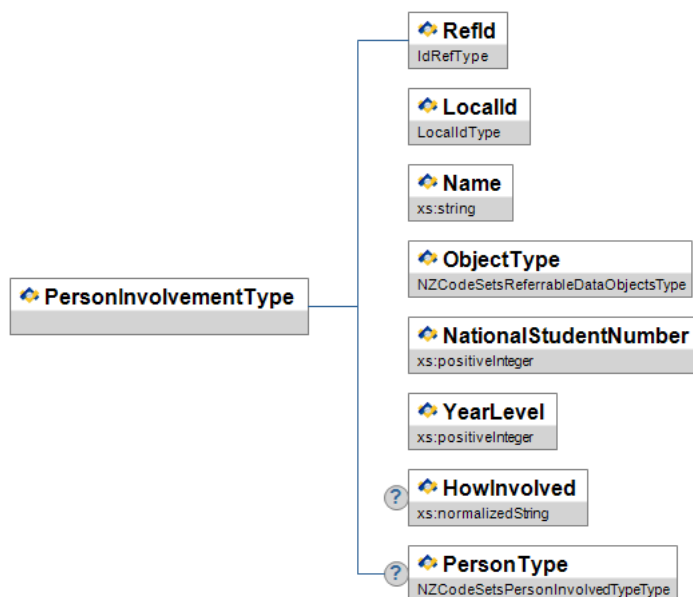 RefId
IdRefType
LocalId
LocalIdType
Name
xs:string
ObjectType
NZCodeSetsReferrableDataObjectsType
PersonInvolvementType
NationalStudentNumber
xs:positiveInteger
YearLevel
xs:positiveInteger
? HowInvolved
xs:normalizedString
? PersonType
NZCodeSetsPersonInvolvedTypeType